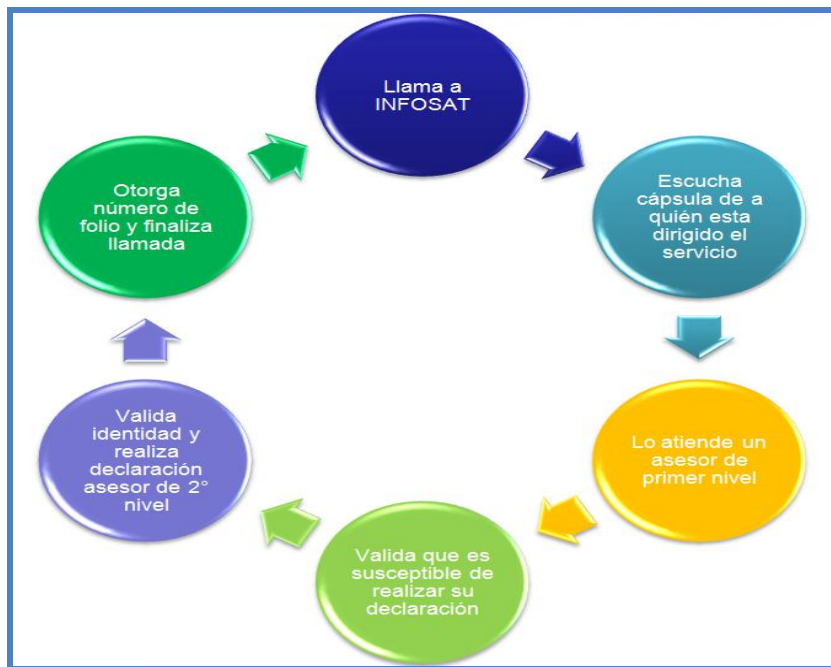 Llama a
INFOSAT
Escucha
cápsula de a
quién esta
dirigido el
servicio
Lo atiende un
asesor de
primer nivel
Valida que es
susceptible de
realizar su
declaración
Valida
identidad y
realiza
declaración
asesor de 2°
nivel
Otorga
número de
folio y finaliza
llamada